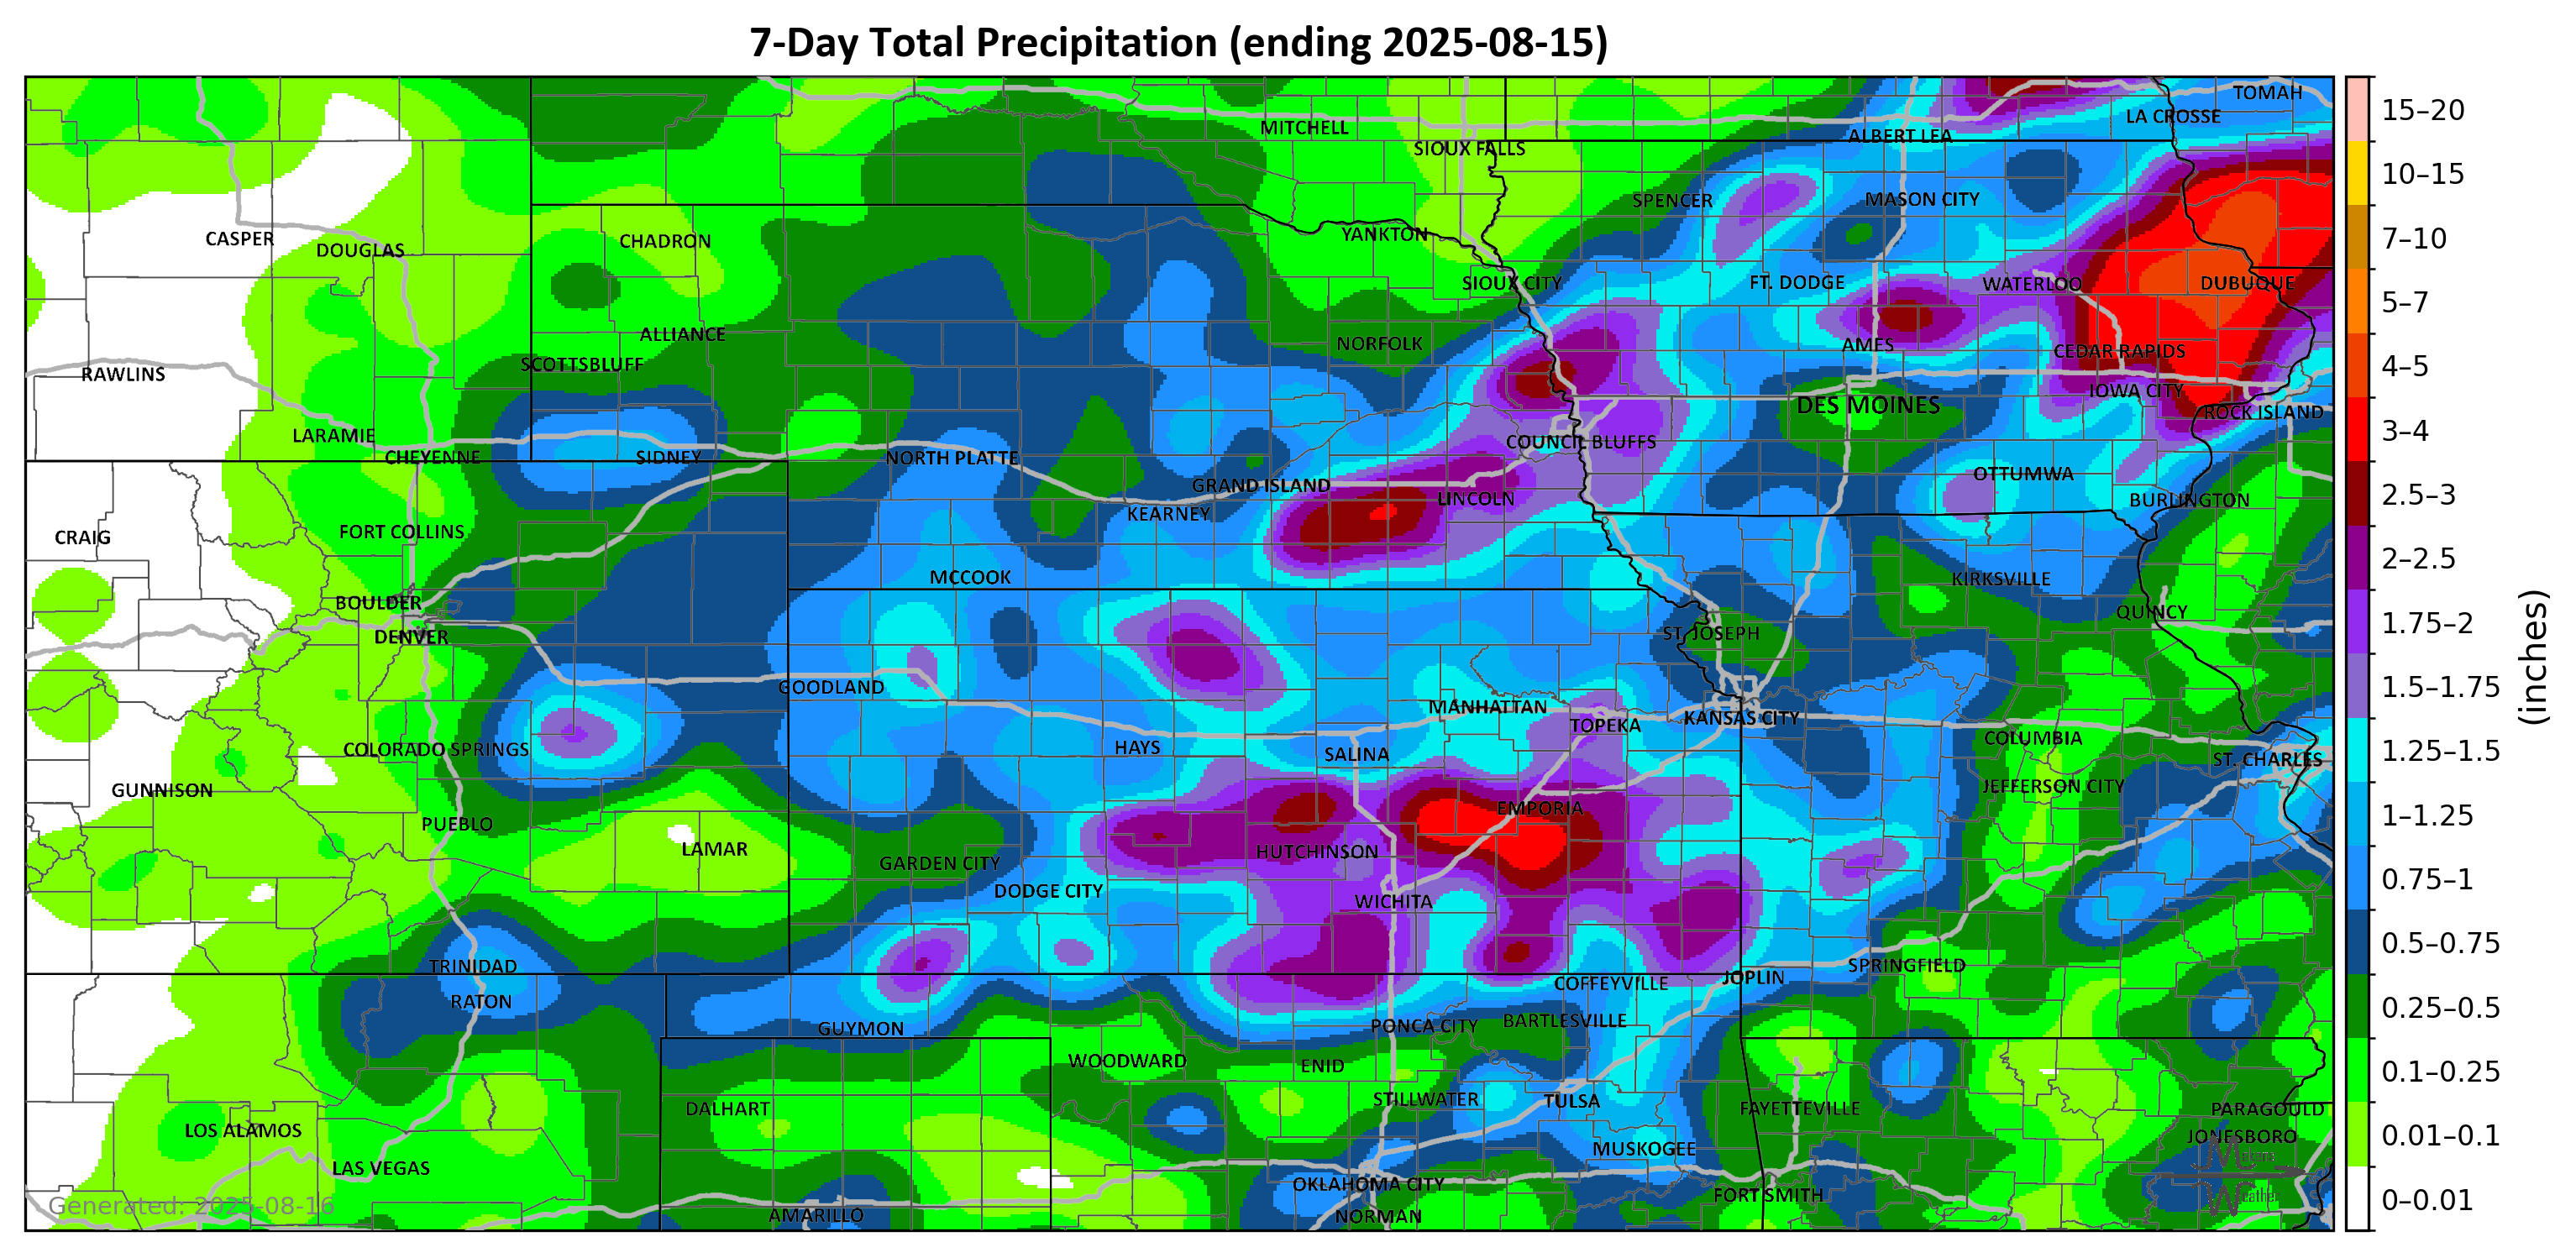 7-Day Total Precipitation (ending 2025-08-15)
TOMAH
LA CROSSE
MITCHELL
ALBERT LEA
SIOUX FALLS
MASON CITY
SPENCER
CASPER
YANKTON
CHADRON
DOUGLAS
SIOUX CITY
FT. DODGE
WATERLOO
DUBUQUE
ALLIANCE
NORFOLK
AMES
CEDAR RAPIDS
SCOTTSBLUFF
RAWLINS
IOWA CITY
DES MOINES
ROCK ISLAND
LARAMIE
COUNCIL BLUFFS
CHEYENNE
SIDNEY
NORTH PLATTE
OTTUMWA
GRAND ISLAND
LINCOLN
BURLINGTON
KEARNEY
FORT COLLINS
CRAIG
MCCOOK
KIRKSVILLE
BOULDER
QUINCY
DENVER
ST. JOSEPH
GOODLAND
MANHATTAN
KANSAS CITY
TOPEKA
COLUMBIA
COLORADO SPRINGS
HAYS
SALINA
ST. CHARLES
GUNNISON
JEFFERSON CITY
EMPORIA
PUEBLO
LAMAR
HUTCHINSON
GARDEN CITY
DODGE CITY
WICHITA
TRINIDAD
SPRINGFIELD
JOPLIN
COFFEYVILLE
RATON
BARTLESVILLE
PONCA CITY
GUYMON
WOODWARD
ENID
STILLWATER
TULSA
DALHART
FAYETTEVILLE
PARAGOULD
LOS ALAMOS
JONESBORO
MUSKOGEE
LAS VEGAS
OKLAHOMA CITY
FORT SMITH
AMARILLO
NORMAN
Generated: 2025-08-16
15–20
10–15
7–10
5–7
4–5
3–4
2.5–3
2–2.5
1.75–2
1.5–1.75
1.25–1.5
1–1.25
0.75–1
0.5–0.75
0.25–0.5
0.1–0.25
0.01–0.1
0–0.01
(inches)